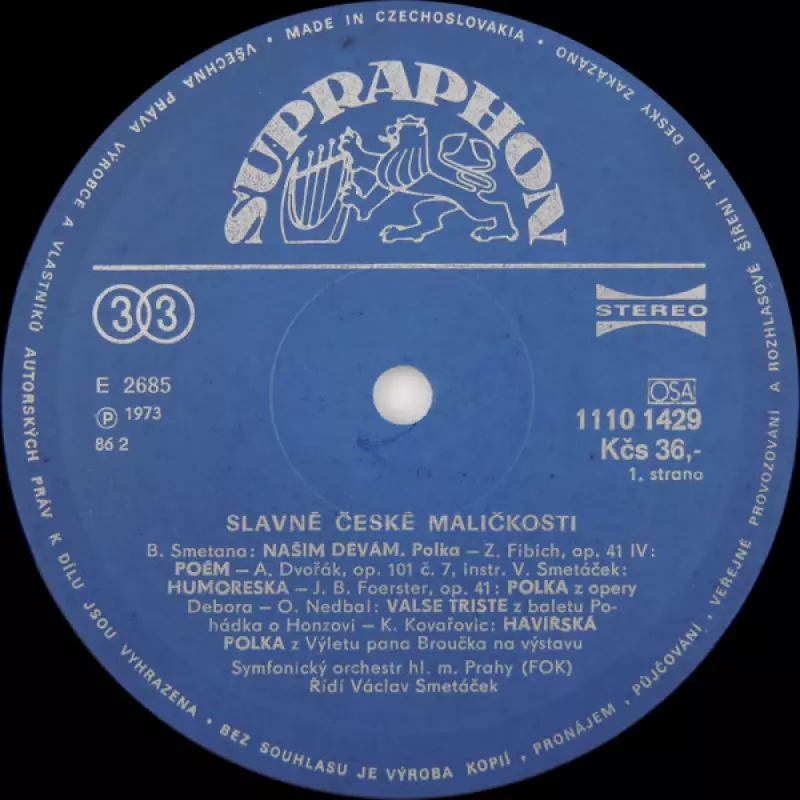 MADE IN CZECHOSLOVAKIA • VŠECHNA PRÁVA VÝROBCE A VLASTNÍKŮ AUTORSKÝCH PRÁV K DÍLU JSOU VYHRAZENA • BEZ SOUHLASU JE VÝROBA KOPIÍ, PRONÁJEM, PŮJČOVÁNÍ, VEŘEJNÉ PROVOZOVÁNÍ A ROZHLASOVÉ ŠÍŘENÍ TÉTO DESKY ZAKÁZÁNO •
SUPRAPHON
33
STEREO
E 2685
℗ 1973
86 2
OSA
1110 1429
Kčs 36,-
1. strana
SLAVNÉ ČESKÉ MALIČKOSTI
B. Smetana: NAŠIM DĚVÁM. Polka – Z. Fibich, op. 41 IV:
POÉM – A. Dvořák, op. 101 č. 7, instr. V. Smetáček:
HUMORESKA – J. B. Foerster, op. 41: POLKA z opery
Debora – O. Nedbal: VALSE TRISTE z baletu Po-
hádka o Honzovi – K. Kovařovic: HAVÍŘSKÁ
POLKA z Výletu pana Broučka na výstavu
Symfonický orchestr hl. m. Prahy (FOK)
Řídí Václav Smetáček